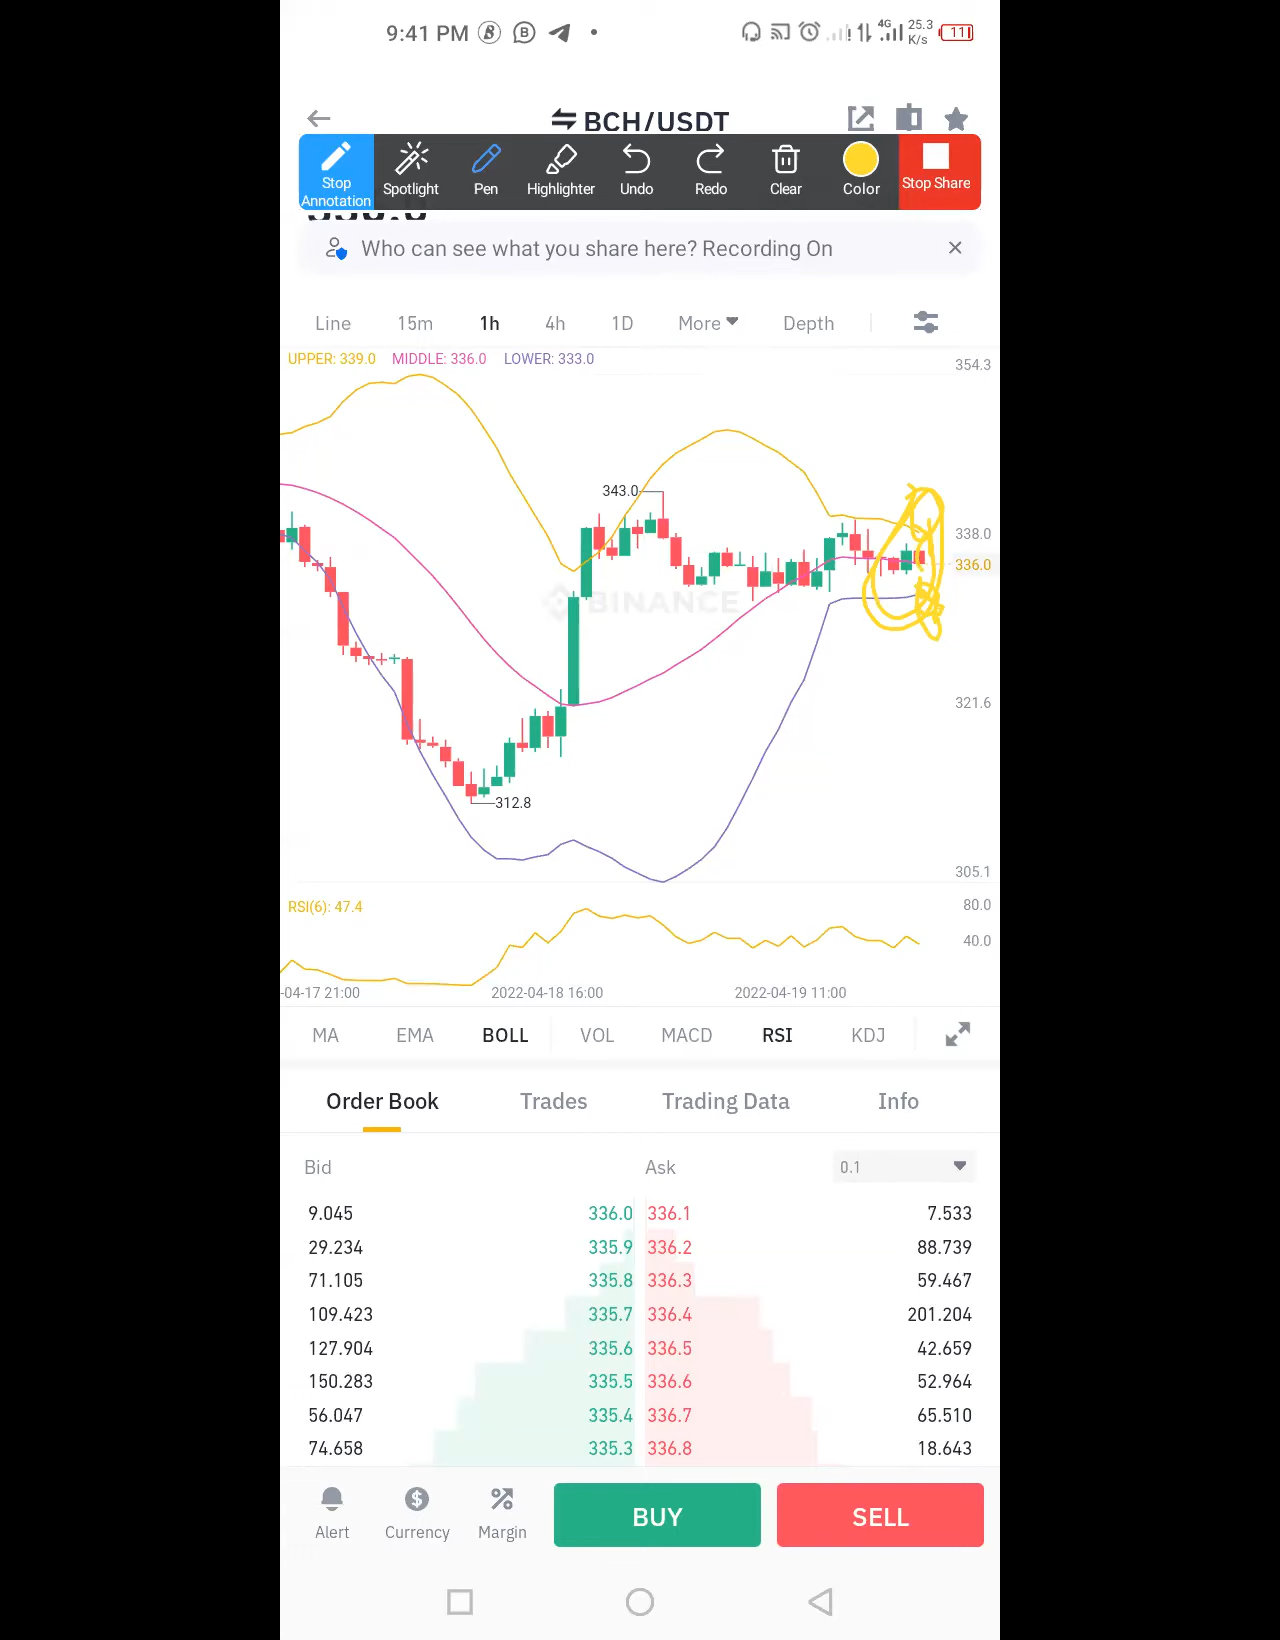 9:41 PM 4G 25.3 K/s 11
BCH/USDT
Stop Annotation Spotlight Pen Highlighter Undo Redo Clear Color Stop Share
Who can see what you share here? Recording On
Line 15m 1h 4h 1D More Depth
UPPER: 339.0 MIDDLE: 336.0 LOWER: 333.0
354.3
343.0
338.0
336.0
BINANCE
321.6
312.8
305.1
RSI(6): 47.4
80.0
40.0
-04-17 21:00 2022-04-18 16:00 2022-04-19 11:00
MA EMA BOLL VOL MACD RSI KDJ
Order Book Trades Trading Data Info
Bid Ask 0.1
9.045 336.0 336.1 7.533
29.234 335.9 336.2 88.739
71.105 335.8 336.3 59.467
109.423 335.7 336.4 201.204
127.904 335.6 336.5 42.659
150.283 335.5 336.6 52.964
56.047 335.4 336.7 65.510
74.658 335.3 336.8 18.643
Alert Currency Margin BUY SELL